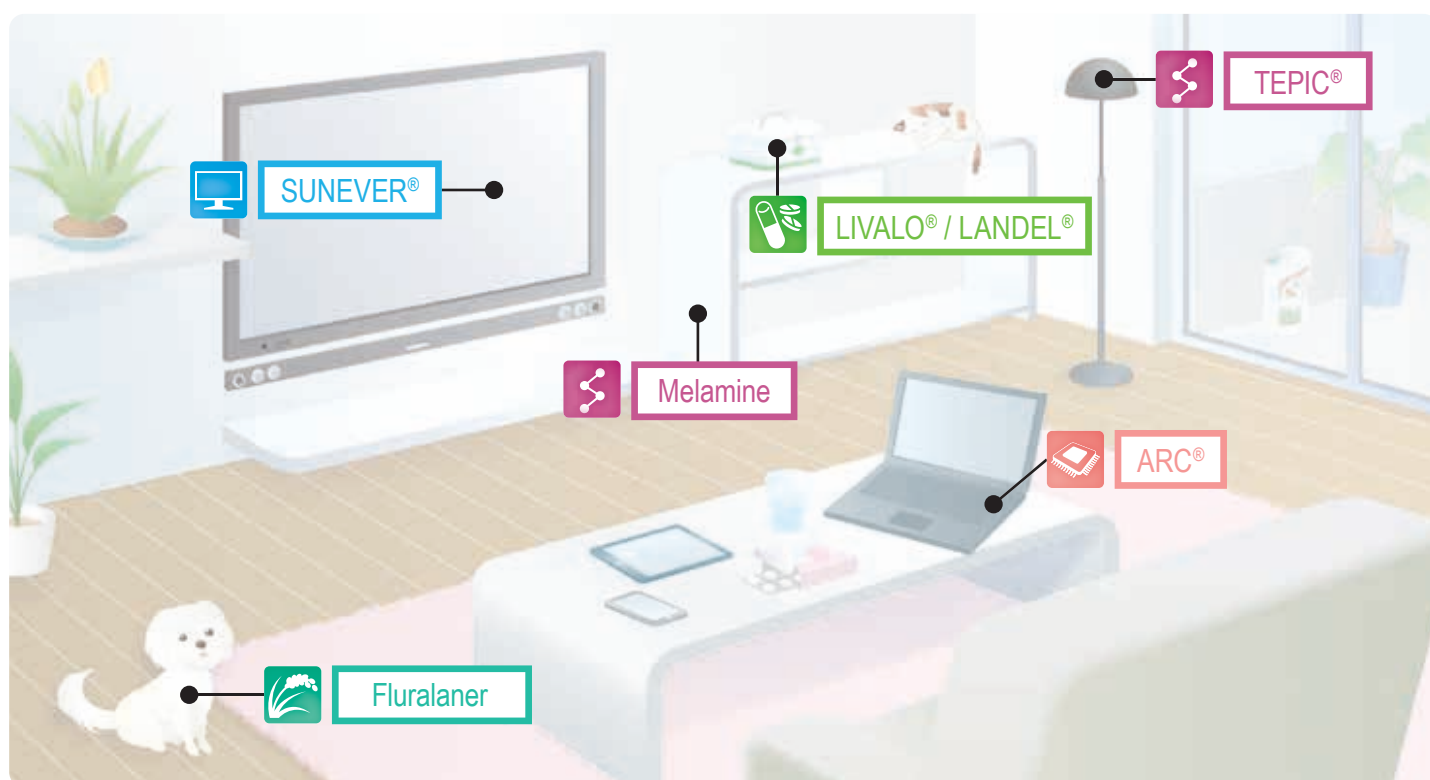 TEPIC®
SUNEVER®
LIVALO® / LANDEL®
Melamine
ARC®
Fluralaner